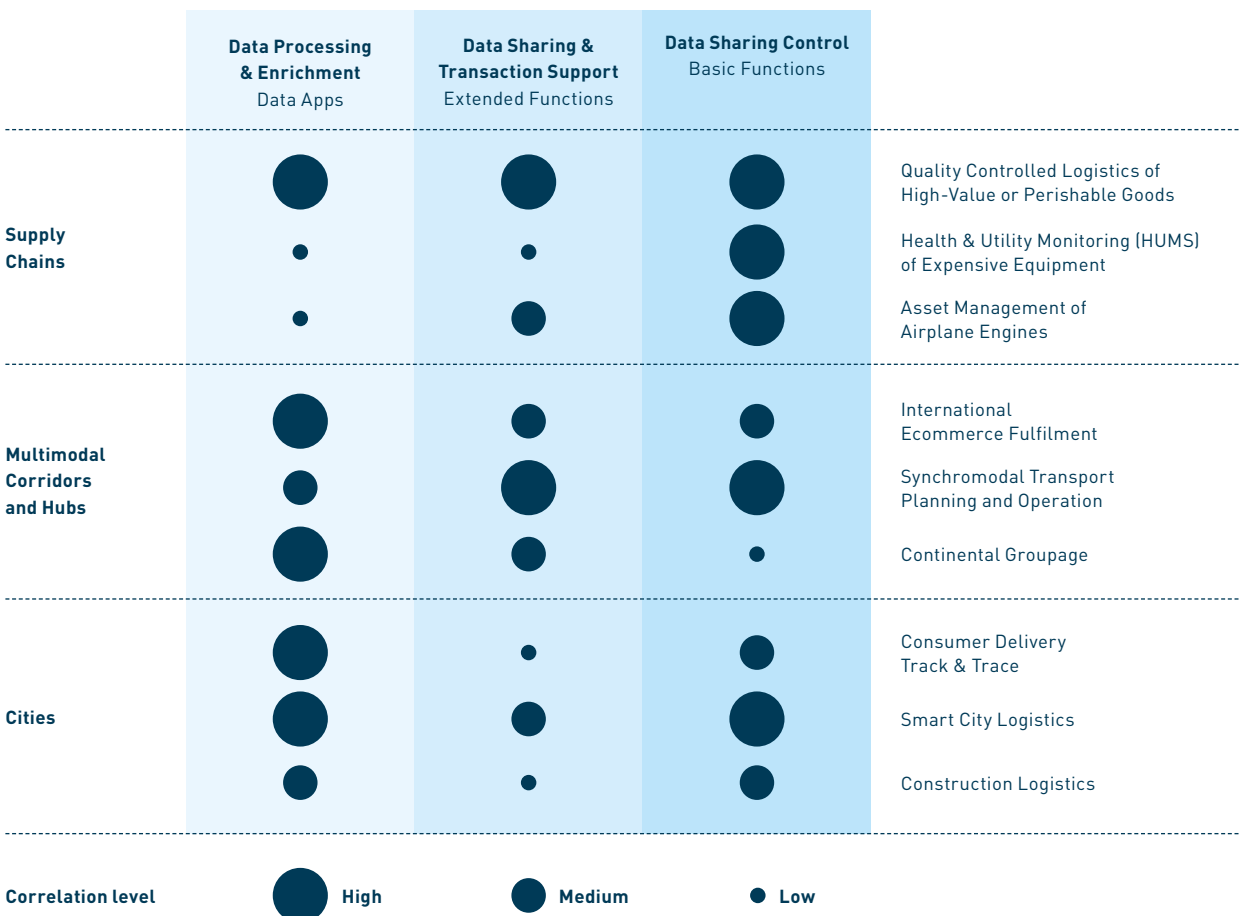 Data Processing
& Enrichment
Data Apps
Data Sharing &
Transaction Support
Extended Functions
Data Sharing Control
Basic Functions
Supply
Chains
Quality Controlled Logistics of
High-Value or Perishable Goods
Health & Utility Monitoring (HUMS)
of Expensive Equipment
Asset Management of
Airplane Engines
Multimodal
Corridors
and Hubs
International
Ecommerce Fulfilment
Synchromodal Transport
Planning and Operation
Continental Groupage
Cities
Consumer Delivery
Track & Trace
Smart City Logistics
Construction Logistics
Correlation level
High
Medium
Low